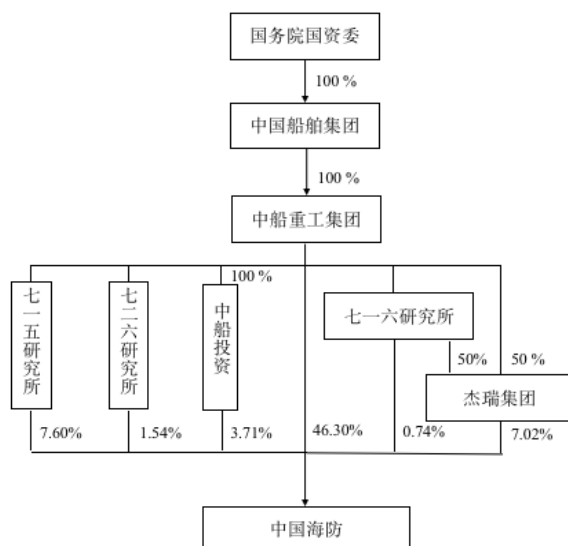 国务院国资委
100 %
中国船舶集团
100 %
中船重工集团
100 %
七一五研究所
七二六研究所
中船投资
七一六研究所
50%
50 %
杰瑞集团
7.60%
1.54%
3.71%
46.30%
0.74%
7.02%
中国海防